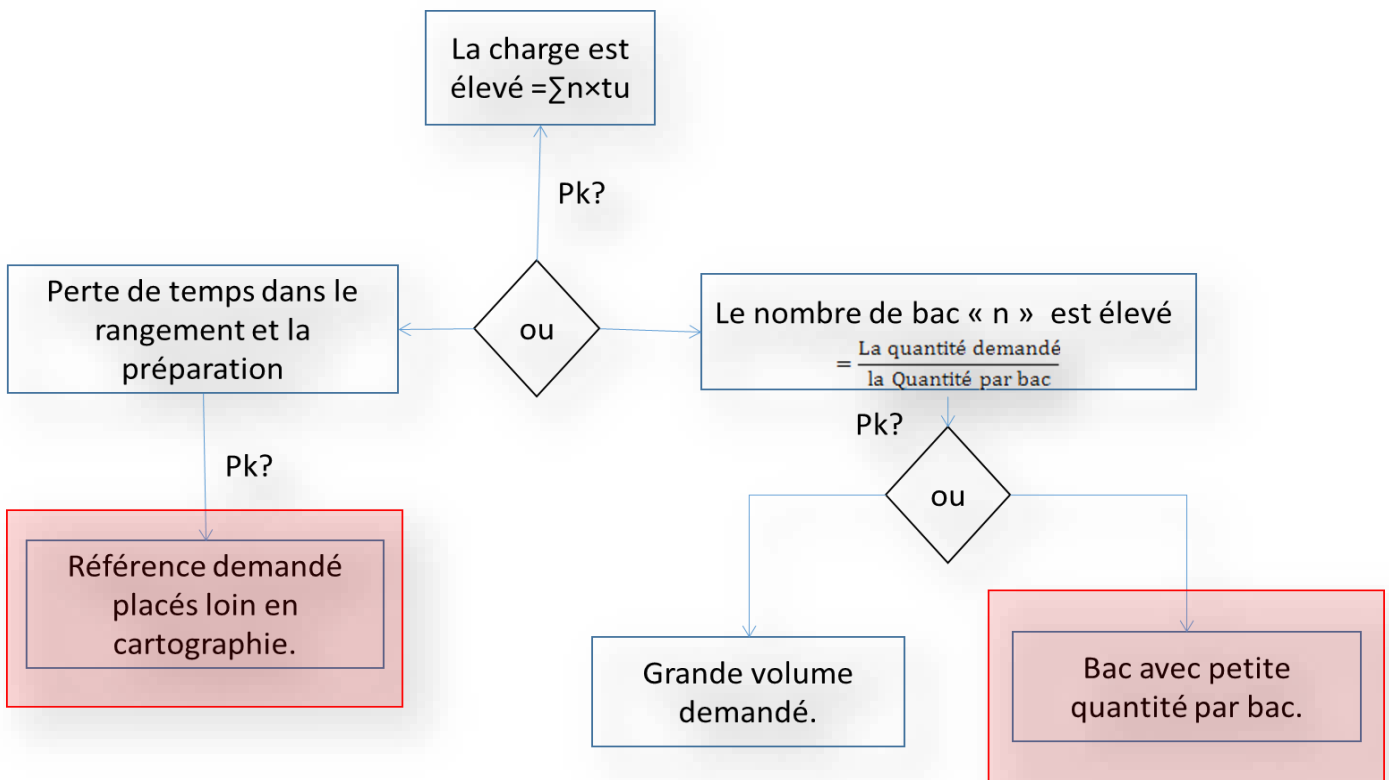 La charge est
élevé =∑n×tu
Pk?
Perte de temps dans le
rangement et la
préparation
ou
Le nombre de bac « n »  est élevé
= La quantité demandé
la Quantité par bac
Pk?
Pk?
ou
Référence demandé
placés loin en
cartographie.
Grande volume
demandé.
Bac avec petite
quantité par bac.